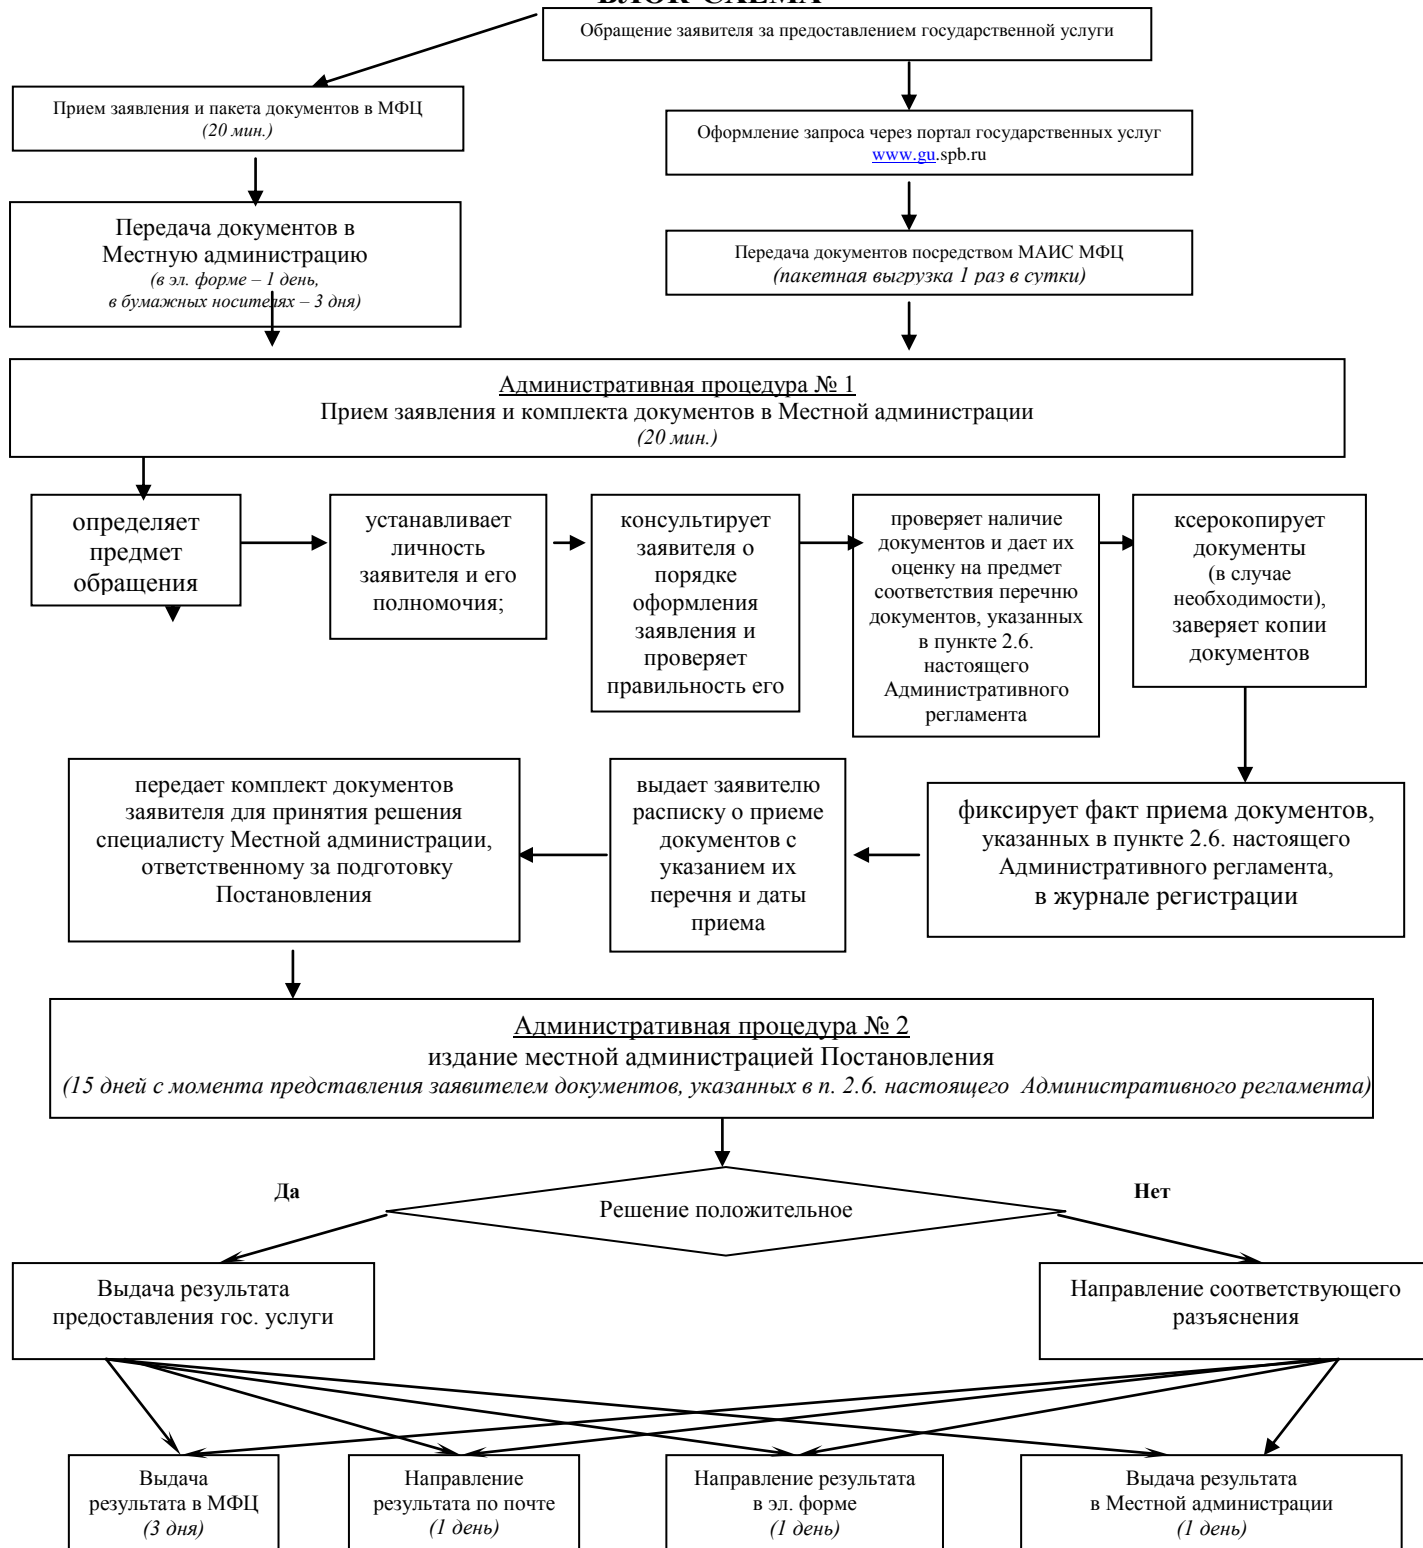 БЛОК-СХЕМА
Обращение заявителя за предоставлением государственной услуги
Прием заявления и пакета документов в МФЦ
(20 мин.)
Оформление запроса через портал государственных услуг
www.gu.spb.ru
Передача документов в
Местную администрацию
(в эл. форме – 1 день,
в бумажных носителях – 3 дня)
Передача документов посредством МАИС МФЦ
(пакетная выгрузка 1 раз в сутки)
Административная процедура № 1
Прием заявления и комплекта документов в Местной администрации
(20 мин.)
определяет
предмет
обращения
устанавливает
личность
заявителя и его
полномочия;
консультирует
заявителя о
порядке
оформления
заявления и
проверяет
правильность его
проверяет наличие
документов и дает их
оценку на предмет
соответствия перечню
документов, указанных
в пункте 2.6.
настоящего
Административного
регламента
ксерокопирует
документы
(в случае
необходимости),
заверяет копии
документов
передает комплект документов
заявителя для принятия решения
специалисту Местной администрации,
ответственному за подготовку
Постановления
выдает заявителю
расписку о приеме
документов с
указанием их
перечня и даты
приема
фиксирует факт приема документов,
указанных в пункте 2.6. настоящего
Административного регламента,
в журнале регистрации
Административная процедура № 2
издание местной администрацией Постановления
(15 дней с момента представления заявителем документов, указанных в п. 2.6. настоящего Административного регламента)
Да
Нет
Решение положительное
Выдача результата
предоставления гос. услуги
Направление соответствующего
разъяснения
Выдача
результата в МФЦ
(3 дня)
Направление
результата по почте
(1 день)
Направление результата
в эл. форме
(1 день)
Выдача результата
в Местной администрации
(1 день)